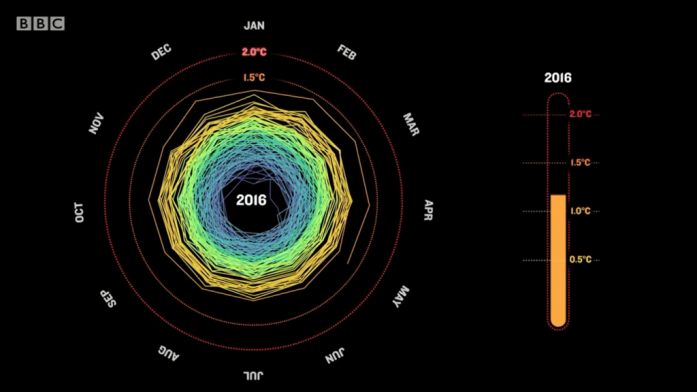 BBC
JAN
FEB
MAR
APR
MAY
JUN
JUL
AUG
SEP
OCT
NOV
DEC
2.0°C
1.5°C
2016
2016
2.0°C
1.5°C
1.0°C
0.5°C